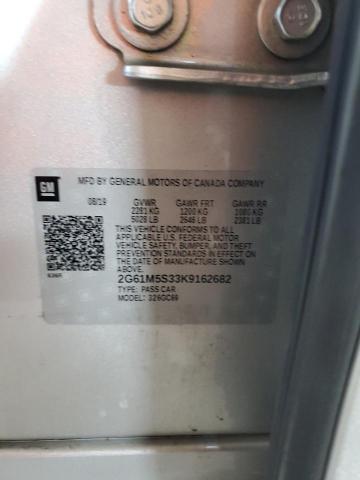 GM
MFD BY GENERAL MOTORS OF CANADA COMPANY
08/19 GVWR GAWR FRT GAWR RR
2281 KG 1200 KG 1080 KG
5028 LB 2646 LB 2381 LB
THIS VEHICLE CONFORMS TO ALL
APPLICABLE U.S. FEDERAL MOTOR
VEHICLE SAFETY, BUMPER, AND THEFT
PREVENTION STANDARDS IN EFFECT ON
THE DATE OF MANUFACTURE SHOWN
ABOVE.
2G61M5S33K9162682
TYPE: PASS CAR
MODEL: 326GC69